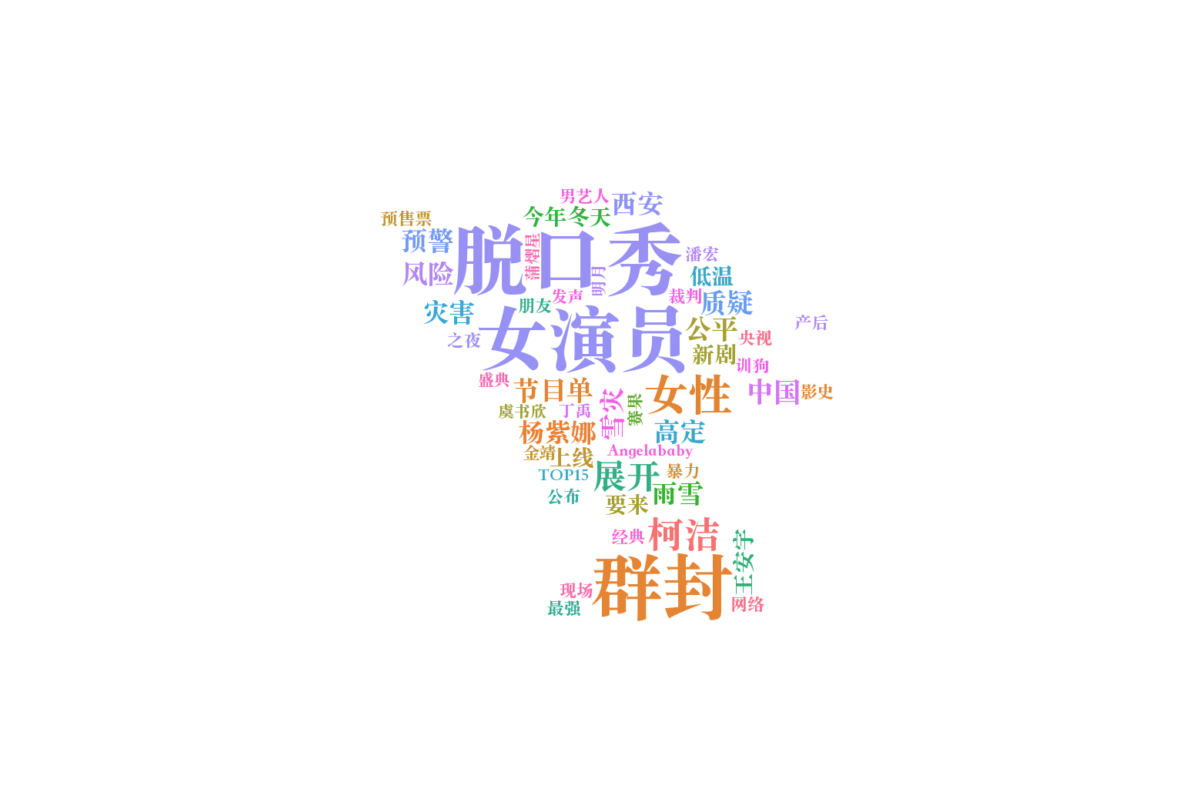 男艺人
西安
预售票
今年冬天
预警
脱口秀
蒲熠星
潘宏
风险
明月
低温
发声
裁判
质疑
朋友
灾害
产后
之夜
女演员
公平
央视
新剧
训狗
盛典
节目单
女性
中国
影史
雪灾
赛果
虞书欣
丁禹
杨紫娜
高定
金靖
上线
Angelababy
TOP15
展开
暴力
公布
雨雪
要来
经典
柯洁
王安宇
现场
群封
最强
网络